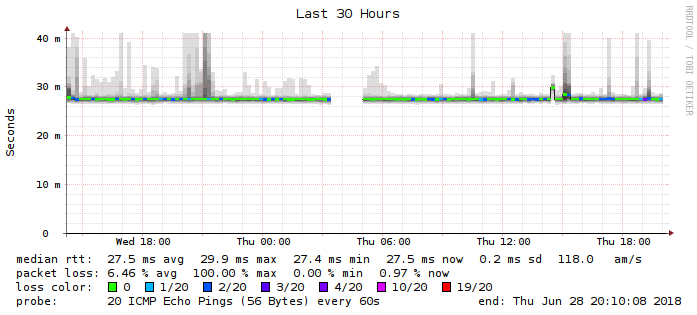 Last 30 Hours
RRDTOOL / TOBI OETIKER
Seconds
40 m
30 m
20 m
10 m
0
Wed 18:00 Thu 00:00 Thu 06:00 Thu 12:00 Thu 18:00
median rtt: 27.5 ms avg 29.9 ms max 27.4 ms min 27.5 ms now 0.2 ms sd 118.0 am/s
packet loss: 6.46 % avg 100.00 % max 0.00 % min 0.97 % now
loss color: 0 1/20 2/20 3/20 4/20 10/20 19/20
probe: 20 ICMP Echo Pings (56 Bytes) every 60s end: Thu Jun 28 20:10:08 2018